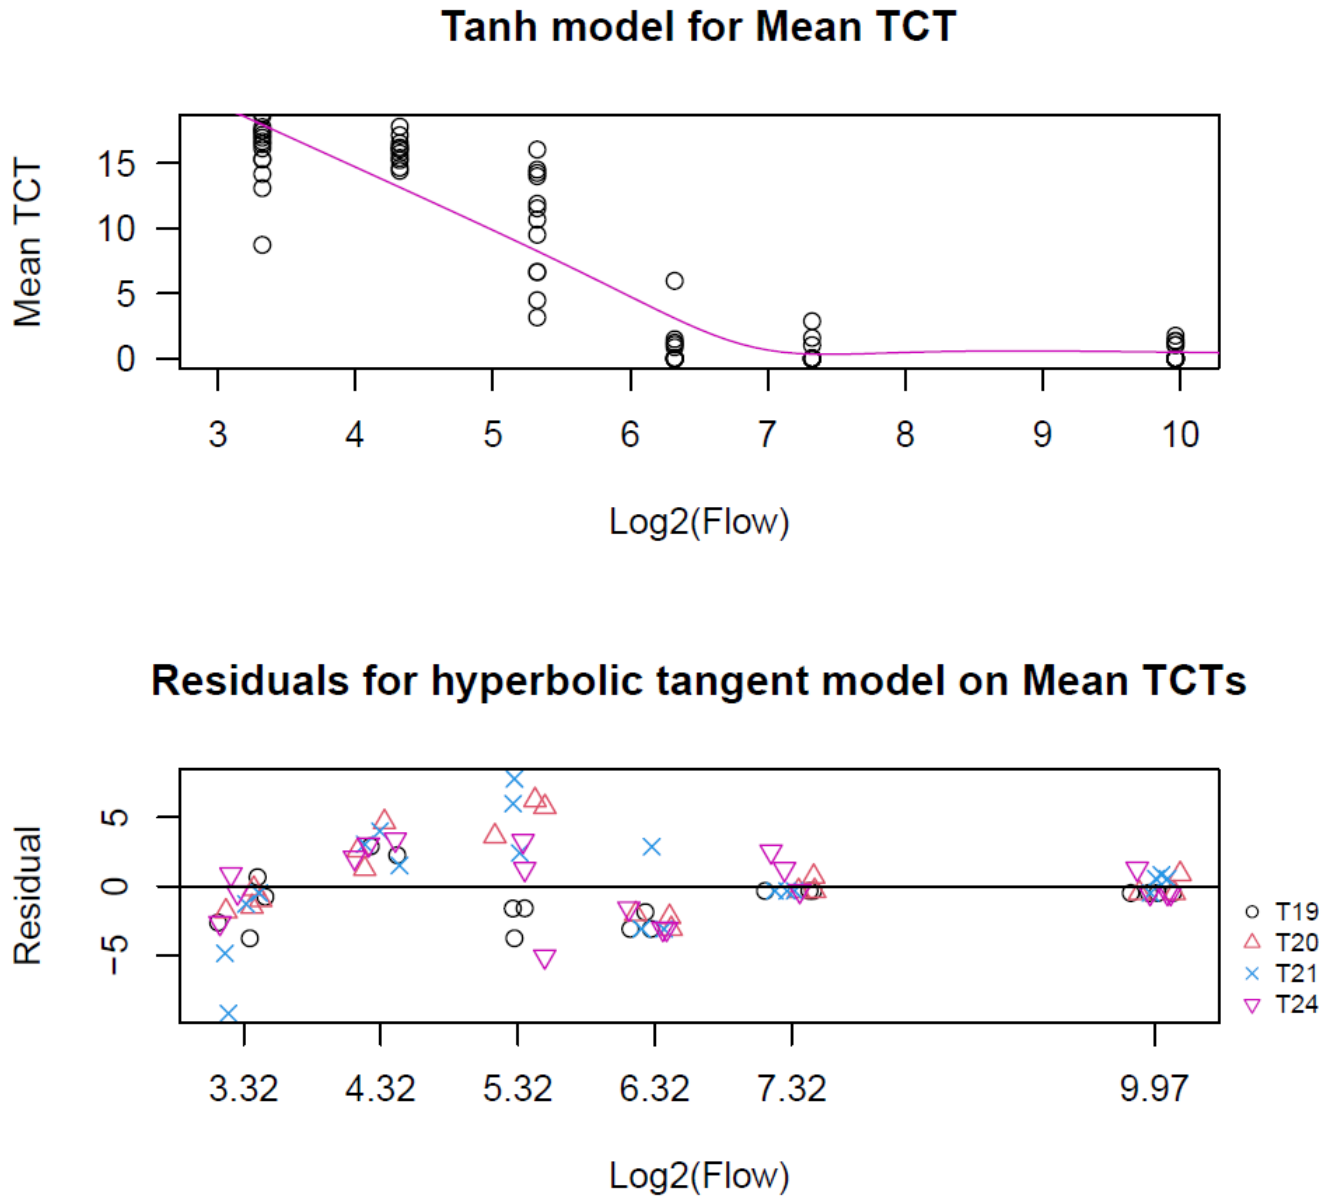 Tanh model for Mean TCT
Mean TCT
15
10
5
0
3 4 5 6 7 8 9 10
Log2(Flow)
Residuals for hyperbolic tangent model on Mean TCTs
Residual
5
0
−5
T19
T20
T21
T24
3.32 4.32 5.32 6.32 7.32 9.97
Log2(Flow)